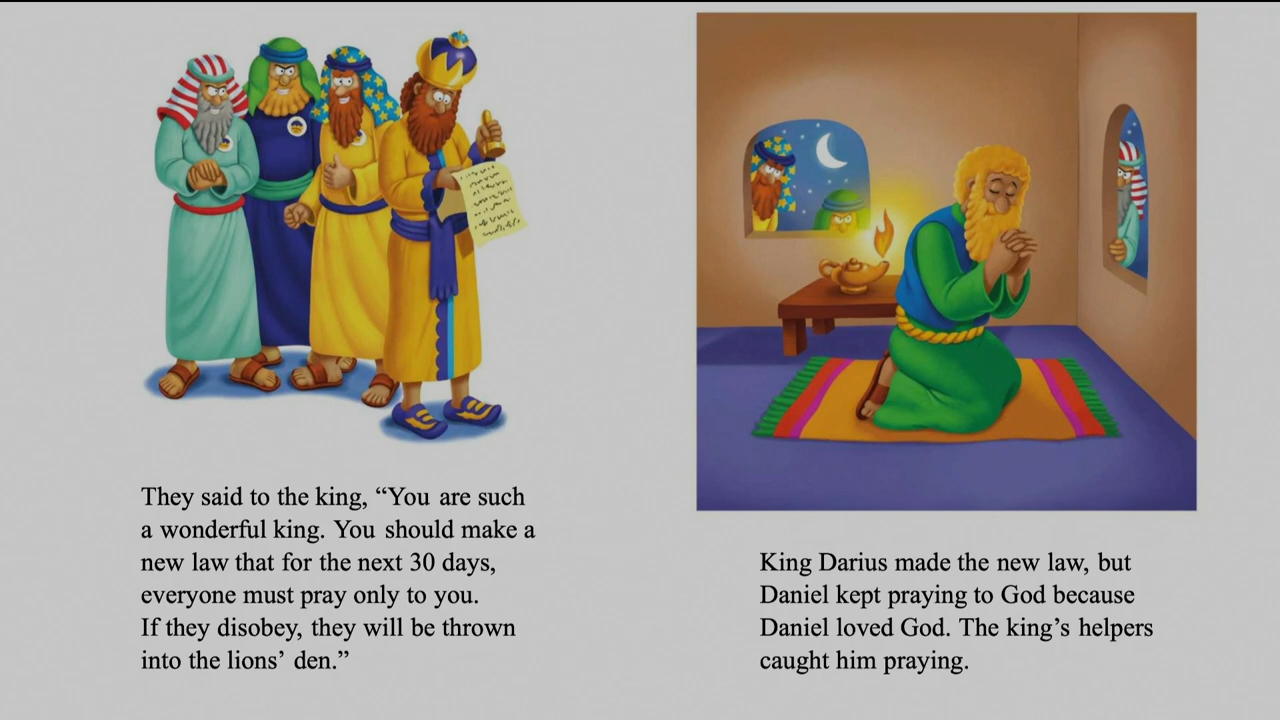 They said to the king, “You are such
a wonderful king. You should make a
new law that for the next 30 days,
everyone must pray only to you.
If they disobey, they will be thrown
into the lions’ den.”
King Darius made the new law, but
Daniel kept praying to God because
Daniel loved God. The king’s helpers
caught him praying.